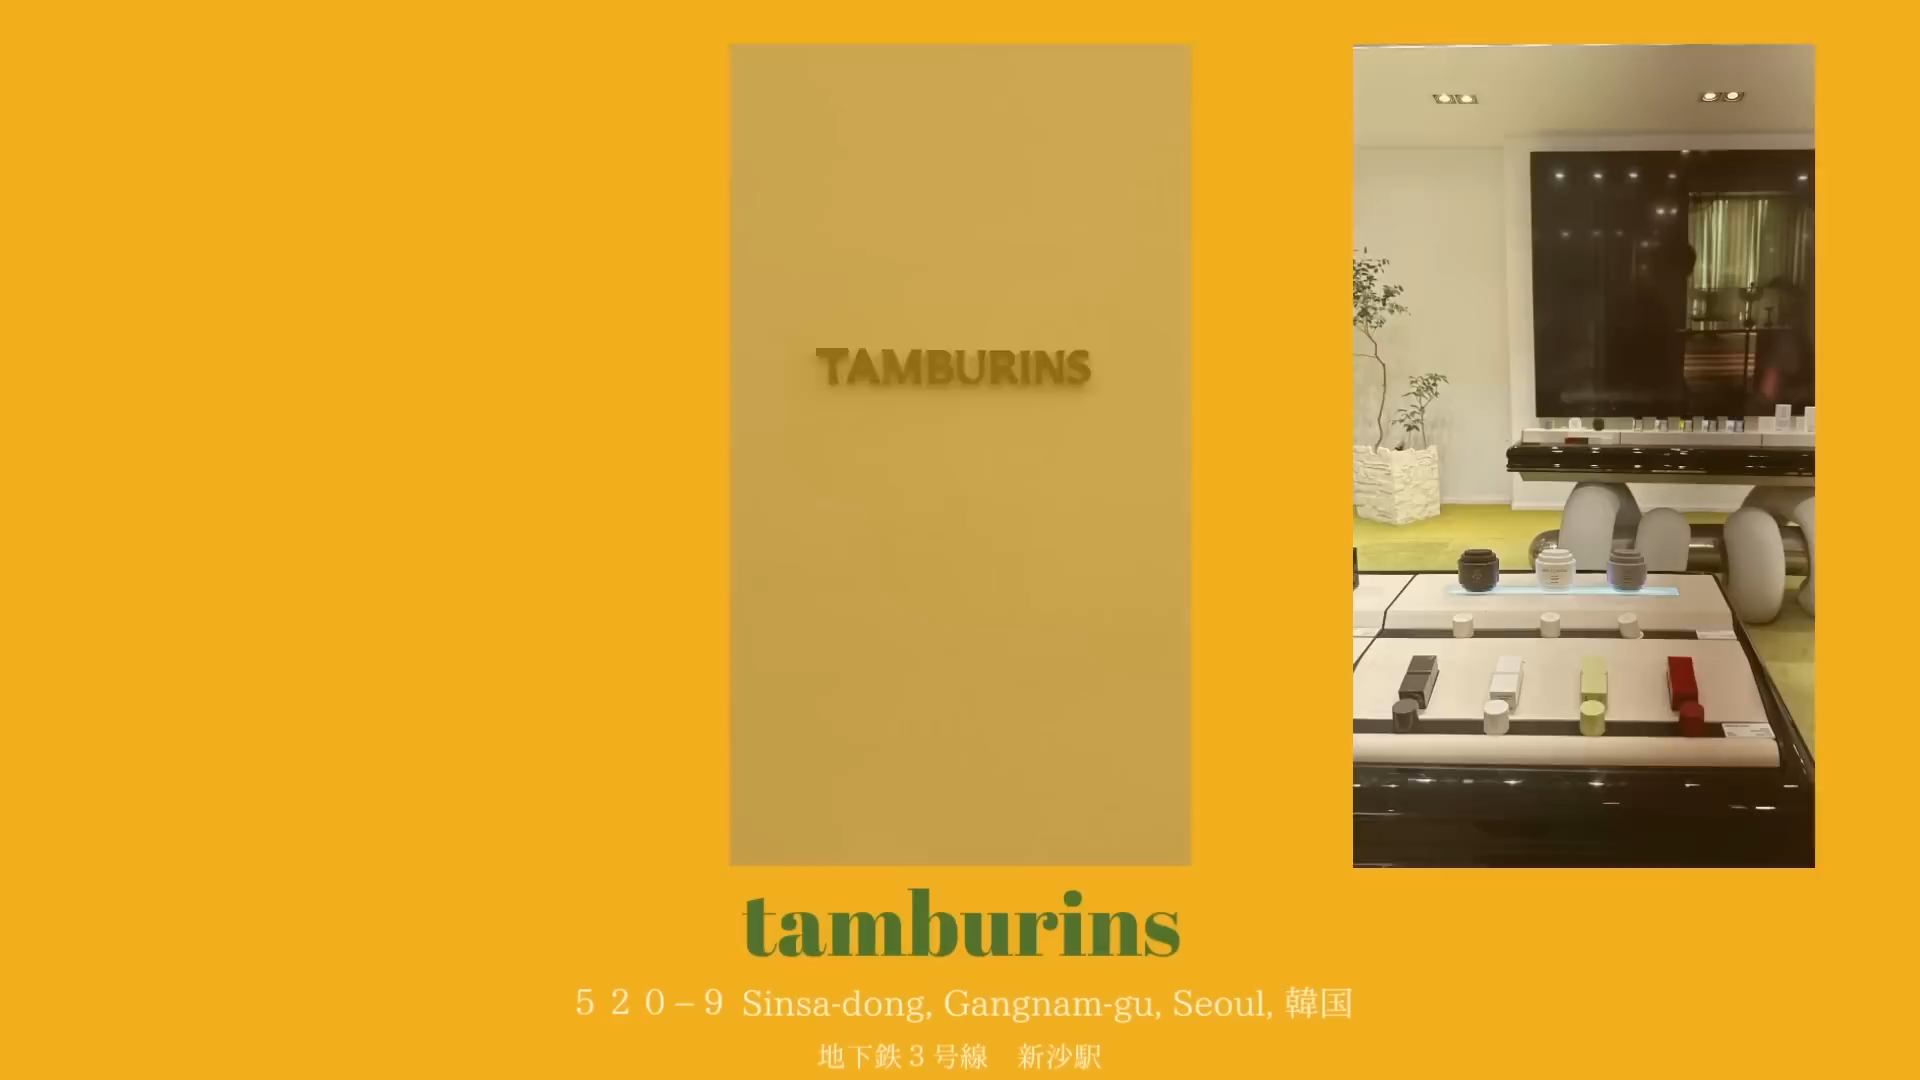 TAMBURINS
tamburins
５２０−９ Sinsa-dong, Gangnam-gu, Seoul, 韓国
地下鉄３号線　新沙駅